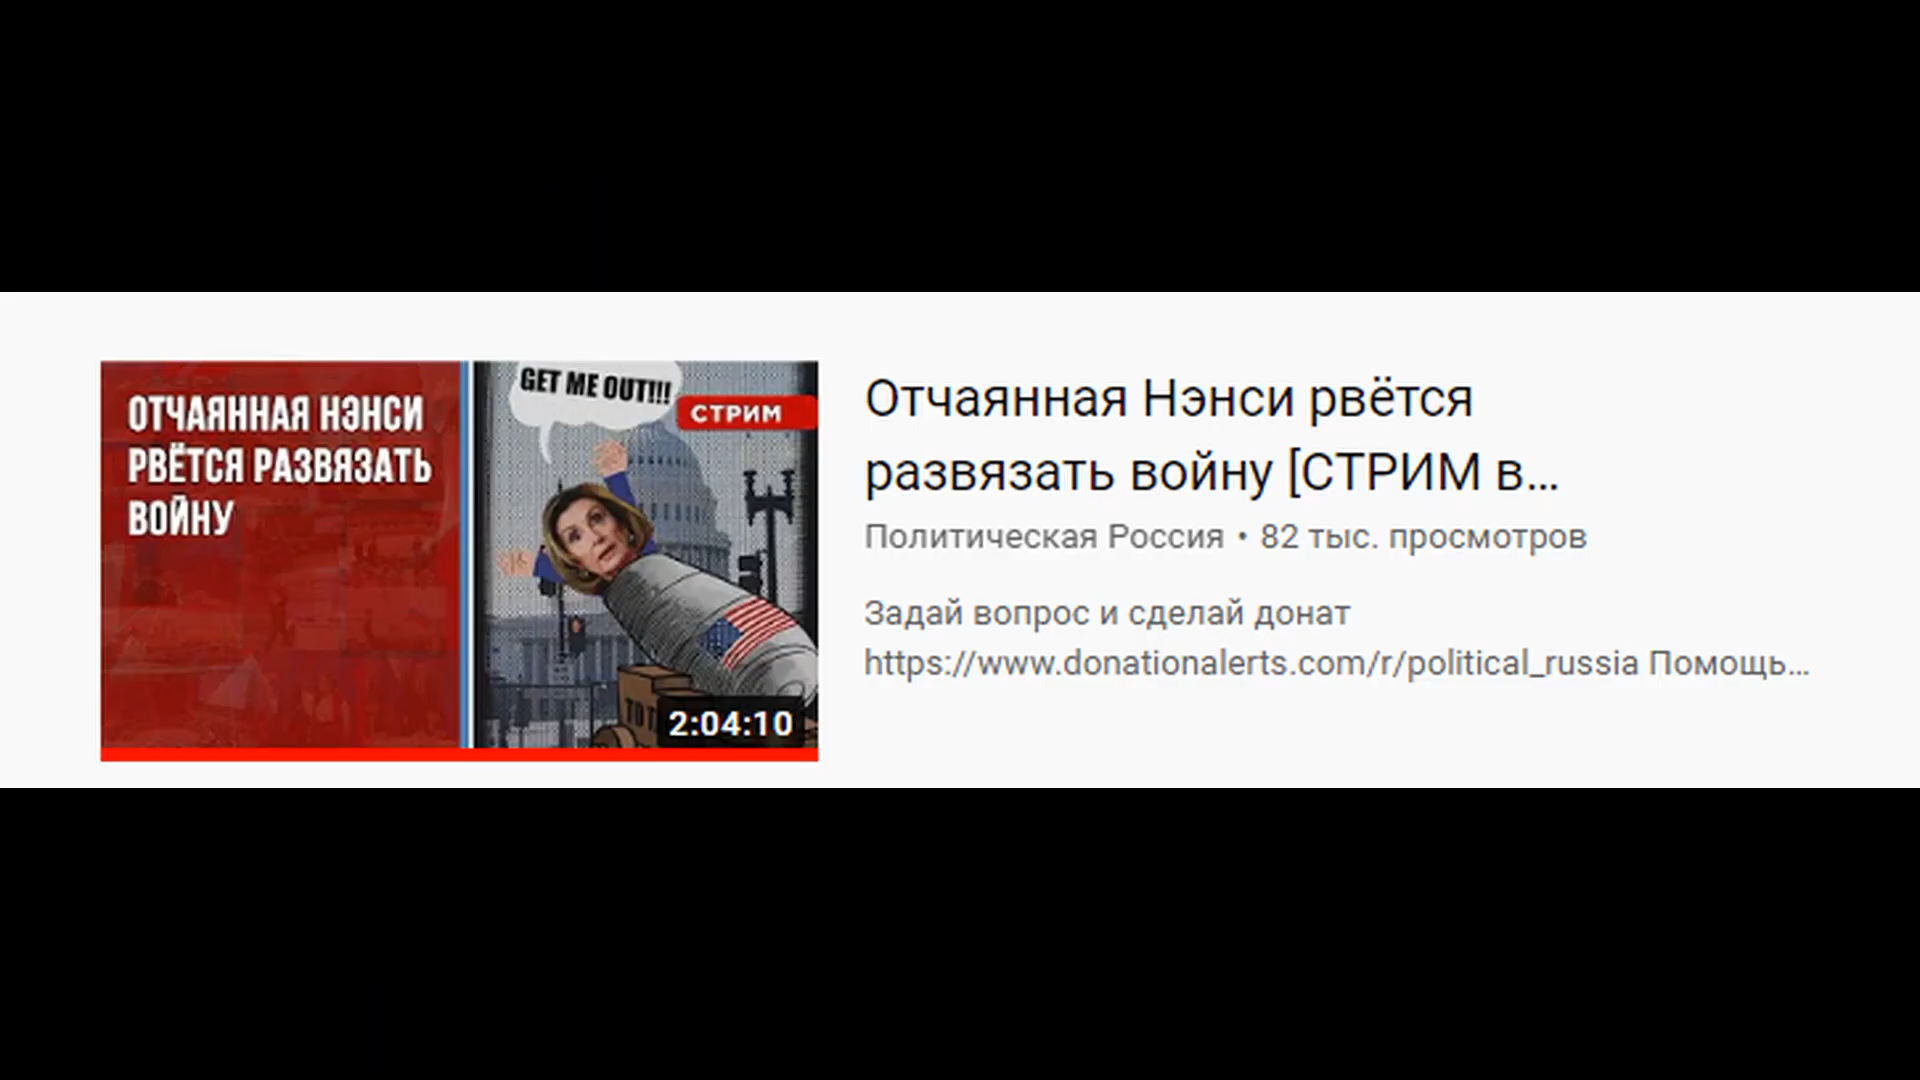 ОТЧАЯННАЯ НЭНСИ
РВЁТСЯ РАЗВЯЗАТЬ
ВОЙНУ
GET ME OUT!!!
СТРИМ
2:04:10
Отчаянная Нэнси рвётся
развязать войну [СТРИМ в...
Политическая Россия • 82 тыс. просмотров
Задай вопрос и сделай донат
https://www.donationalerts.com/r/political_russia Помощь...